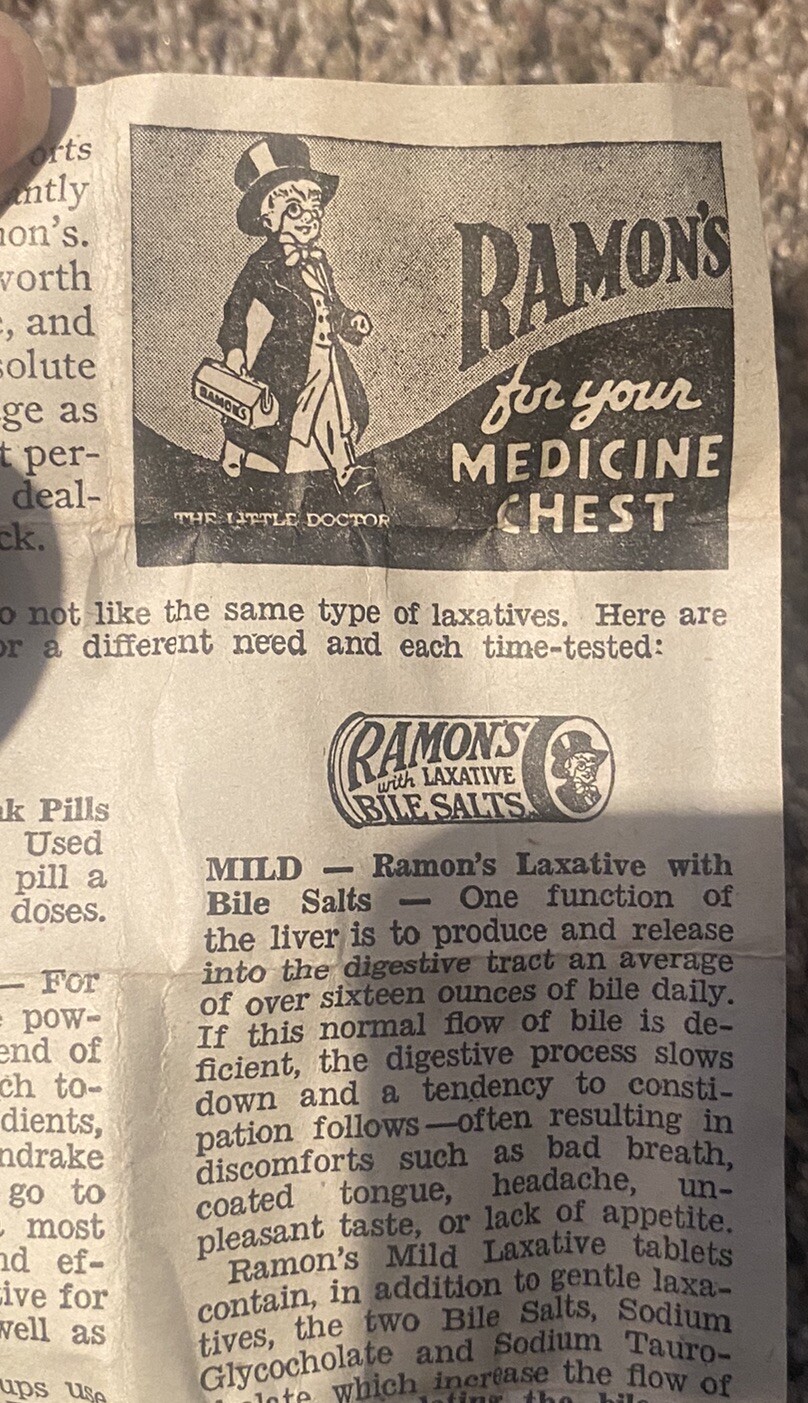 orts
antly
on's.
worth
, and
solute
ge as
t per-
deal-
ck.
RAMON'S
for your
MEDICINE
CHEST
RAMON'S
THE LITTLE DOCTOR
not like the same type of laxatives. Here are
or a different need and each time-tested:
k Pills
Used
pill a
doses.
— For
pow-
end of
ch to-
dients,
ndrake
go to
most
nd ef-
ive for
well as
ups use
RAMON'S
with LAXATIVE
BILE SALTS
MILD — Ramon's Laxative with
Bile Salts — One function of
the liver is to produce and release
into the digestive tract an average
of over sixteen ounces of bile daily.
If this normal flow of bile is de-
ficient, the digestive process slows
down and a tendency to consti-
pation follows—often resulting in
discomforts such as bad breath,
coated tongue, headache, un-
pleasant taste, or lack of appetite.
Ramon's Mild Laxative tablets
contain, in addition to gentle laxa-
tives, the two Bile Salts, Sodium
Glycocholate and Sodium Tauro-
which increase the flow of
the